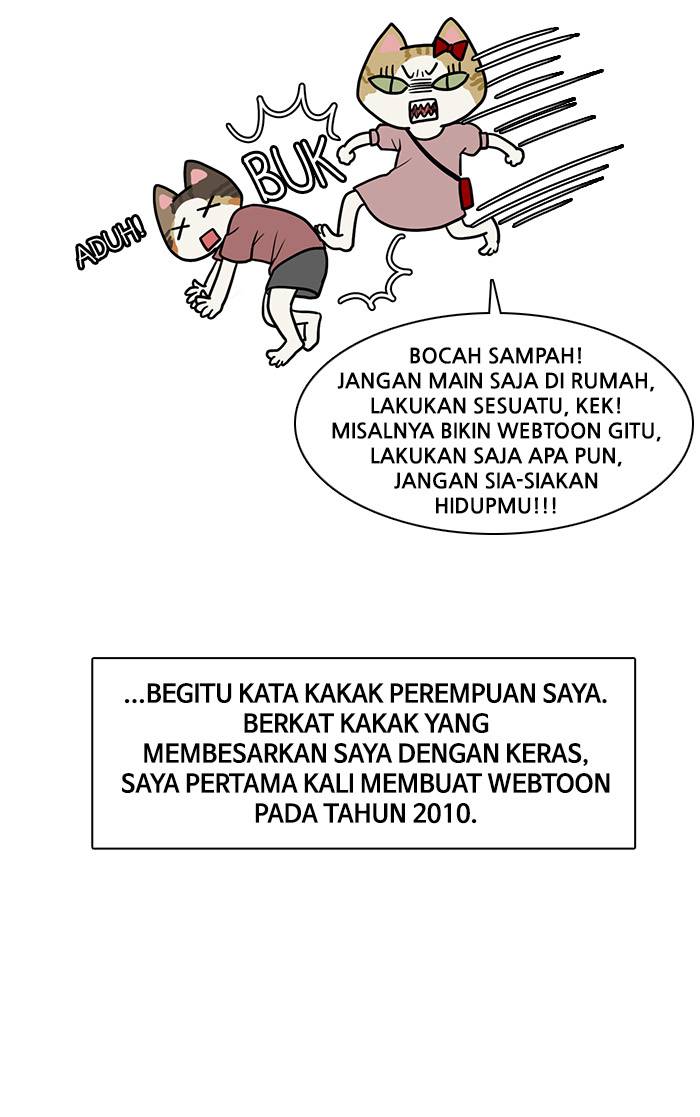 BUK
ADUH!
BOCAH SAMPAH!
JANGAN MAIN SAJA DI RUMAH,
LAKUKAN SESUATU, KEK!
MISALNYA BIKIN WEBTOON GITU,
LAKUKAN SAJA APA PUN,
JANGAN SIA-SIAKAN
HIDUPMU!!!
...BEGITU KATA KAKAK PEREMPUAN SAYA.
BERKAT KAKAK YANG
MEMBESARKAN SAYA DENGAN KERAS,
SAYA PERTAMA KALI MEMBUAT WEBTOON
PADA TAHUN 2010.